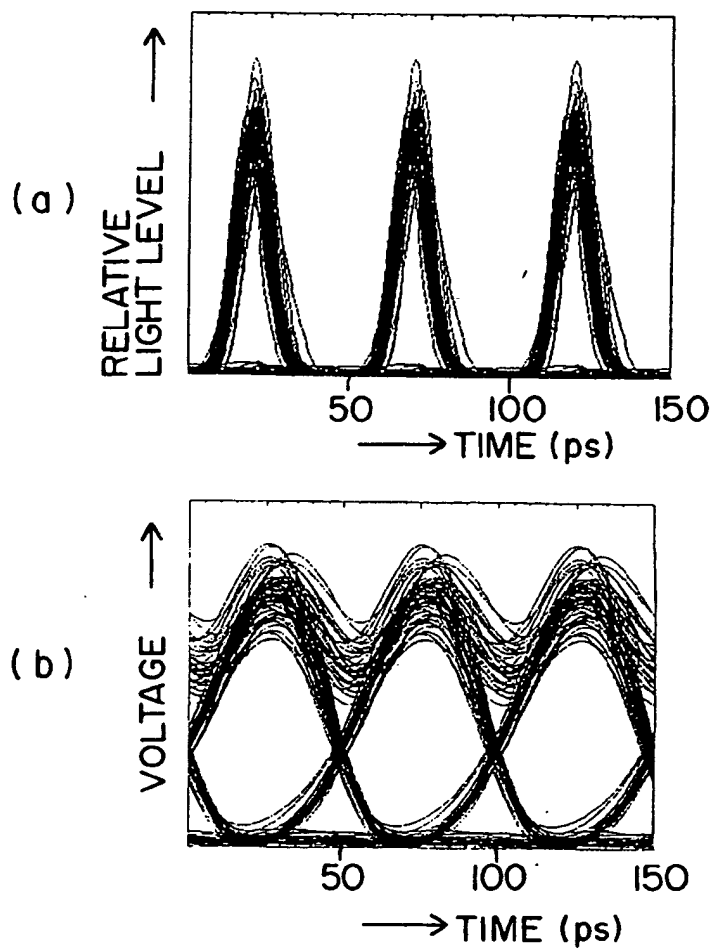 (a)
RELATIVE
LIGHT LEVEL
50
100
150
TIME (ps)
(b)
VOLTAGE
50
100
150
TIME (ps)